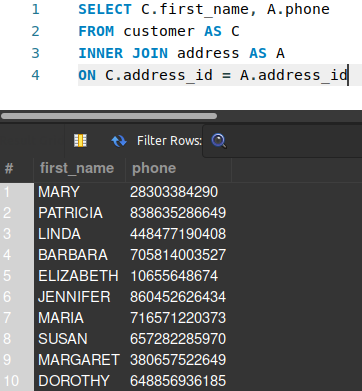 1 SELECT C.first_name, A.phone
2 FROM customer AS C
3 INNER JOIN address AS A
4 ON C.address_id = A.address_id
Filter Rows:
# first_name phone
1 MARY 28303384290
2 PATRICIA 838635286649
3 LINDA 448477190408
4 BARBARA 705814003527
5 ELIZABETH 10655648674
6 JENNIFER 860452626434
7 MARIA 716571220373
8 SUSAN 657282285970
9 MARGARET 380657522649
10 DOROTHY 648856936185